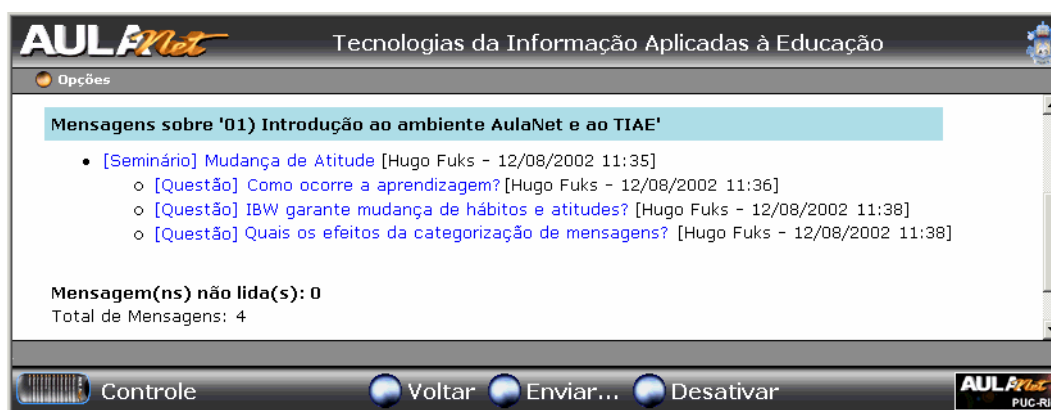 AULANet
Tecnologias da Informação Aplicadas à Educação
Opções
Mensagens sobre '01) Introdução ao ambiente AulaNet e ao TIAE'
• [Seminário] Mudança de Atitude [Hugo Fuks - 12/08/2002 11:35]
o [Questão] Como ocorre a aprendizagem? [Hugo Fuks - 12/08/2002 11:36]
o [Questão] IBW garante mudança de hábitos e atitudes? [Hugo Fuks - 12/08/2002 11:38]
o [Questão] Quais os efeitos da categorização de mensagens? [Hugo Fuks - 12/08/2002 11:38]
Mensagem(ns) não lida(s): 0
Total de Mensagens: 4
Controle Voltar Enviar... Desativar
AULANet
PUC-RI